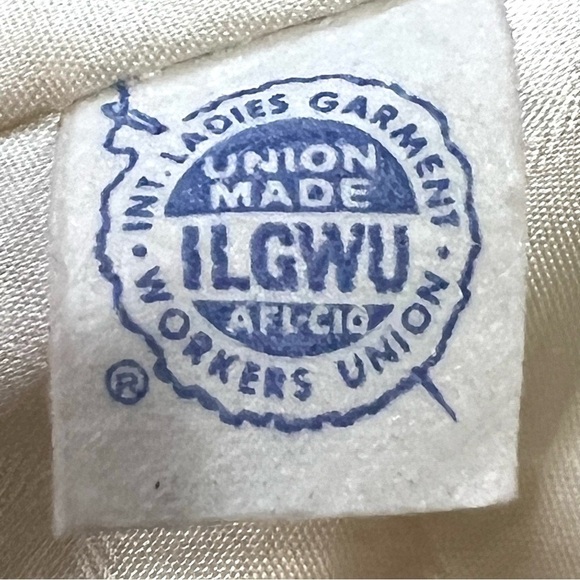 INT. LADIES GARMENT
UNION
MADE
ILGWU
AFL-CIO
WORKERS UNION
®